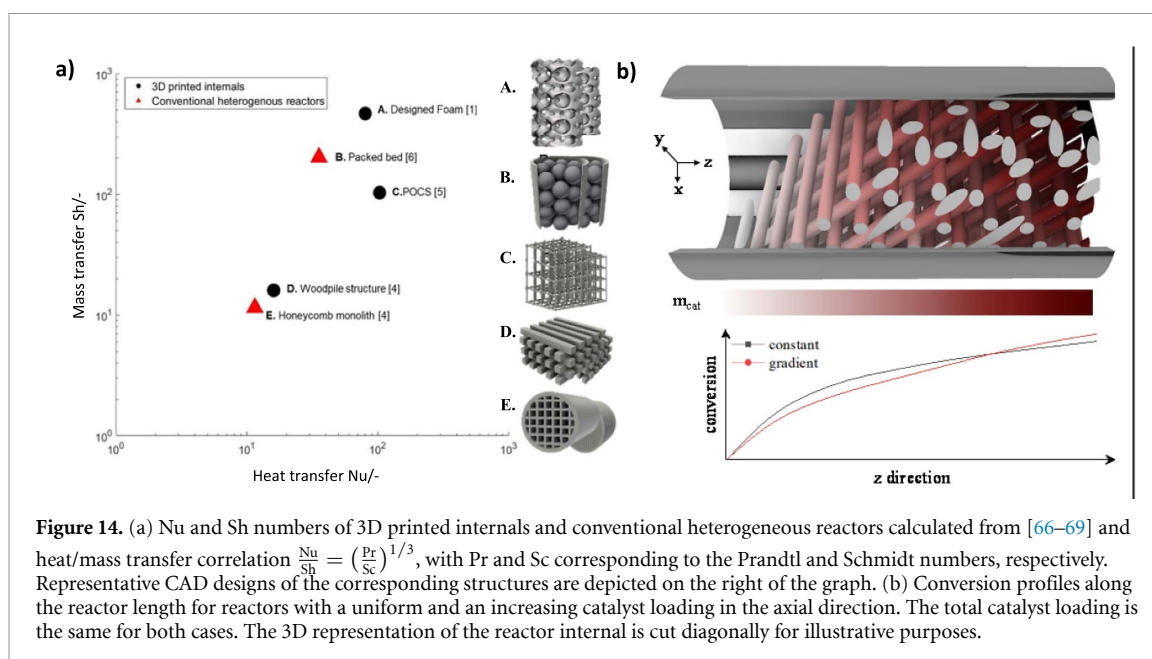 a)
10³
10²
10¹
10⁰
10⁰
10¹
10²
10³
Mass transfer Sh/-
Heat transfer Nu/-
3D printed internals
Conventional heterogenous reactors
A. Designed Foam [1]
B. Packed bed [6]
C.POCS [5]
D. Woodpile structure [4]
E. Honeycomb monolith [4]
A.
B.
C.
D.
E.
b)
y
z
x
m_cat
constant
gradient
conversion
z direction
Figure 14. (a) Nu and Sh numbers of 3D printed internals and conventional heterogeneous reactors calculated from [66–69] and
heat/mass transfer correlation Nu/Sh = (Pr/Sc)^1/3, with Pr and Sc corresponding to the Prandtl and Schmidt numbers, respectively.
Representative CAD designs of the corresponding structures are depicted on the right of the graph. (b) Conversion profiles along
the reactor length for reactors with a uniform and an increasing catalyst loading in the axial direction. The total catalyst loading is
the same for both cases. The 3D representation of the reactor internal is cut diagonally for illustrative purposes.